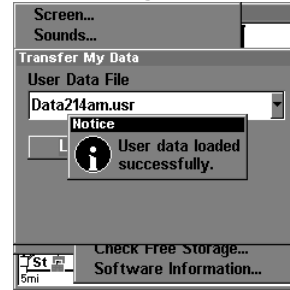 Screen...
Sounds...
Transfer My Data
User Data File
Data214am.usr
Notice
L
User data loaded
successfully.
Check Free Storage...
St
Software Information...
5mi